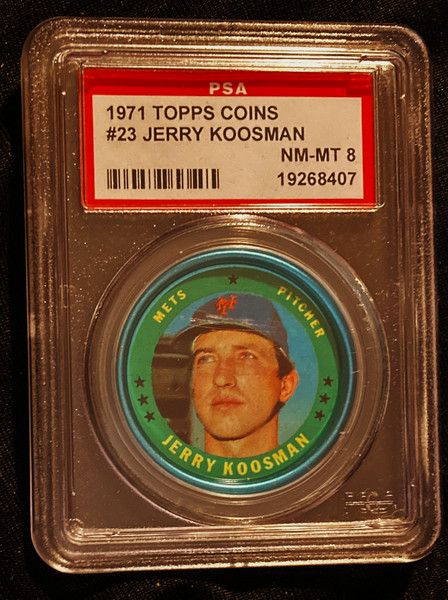 PSA
1971 TOPPS COINS
#23 JERRY KOOSMAN
NM-MT 8
19268407
METS PITCHER
JERRY KOOSMAN